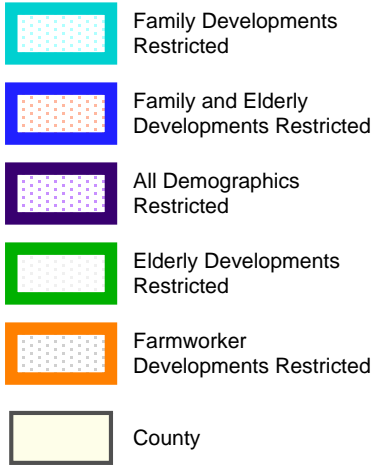 Family Developments
Restricted
Family and Elderly
Developments Restricted
All Demographics
Restricted
Elderly Developments
Restricted
Farmworker
Developments Restricted
County